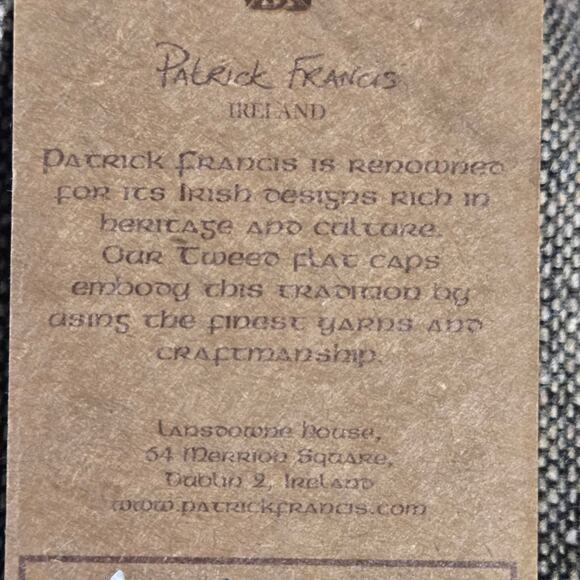 Patrick Francis
IRELAND
Patrick Francis is renowned
for its Irish designs rich in
heritage and culture.
Our Tweed flat caps
embody this tradition by
using the finest yarns and
craftmanship.
Lansdowne House,
54 Merrion Square,
Dublin 2, Ireland
www.patrickfrancis.com